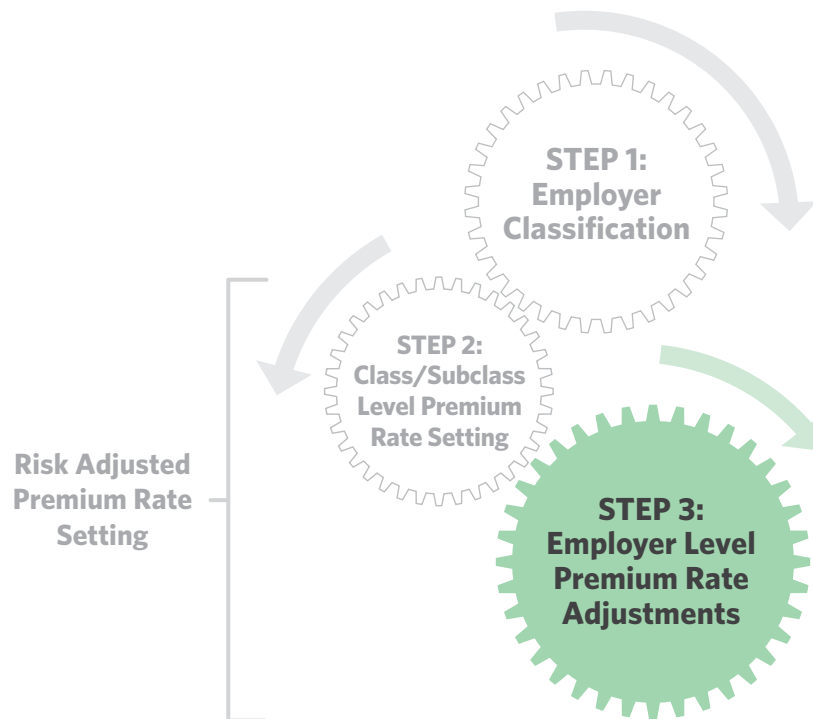 STEP 1:
Employer
Classification
STEP 2:
Class/Subclass
Level Premium
Rate Setting
Risk Adjusted
Premium Rate
Setting
STEP 3:
Employer Level
Premium Rate
Adjustments